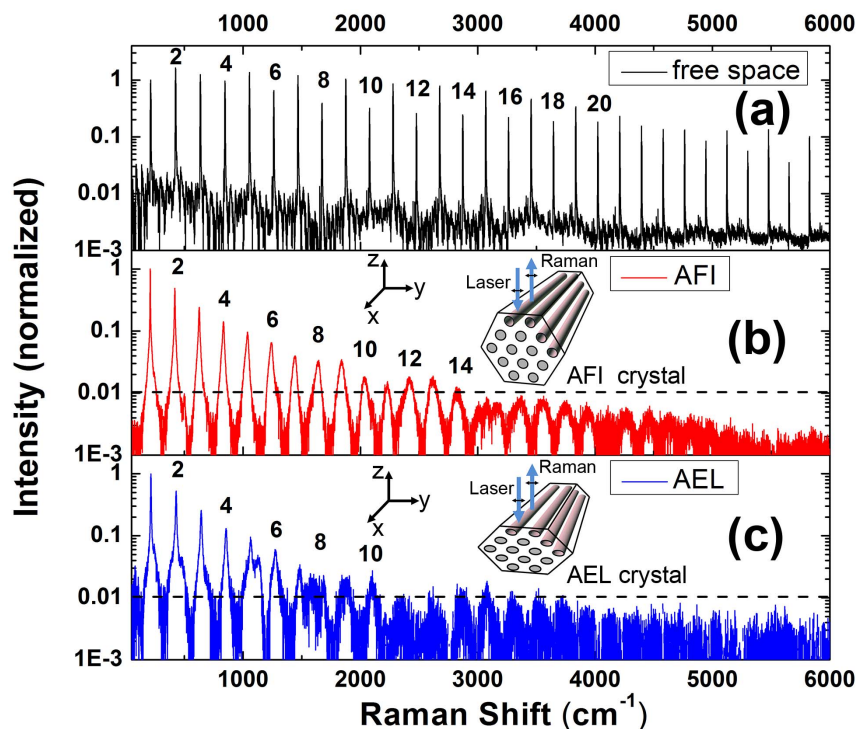 1000 2000 3000 4000 5000 6000
Intensity (normalized)
1
0.1
0.01
1E-3
2 4 6 8 10 12 14 16 18 20
free space
(a)
1
0.1
0.01
1E-3
2 4 6 8 10 12 14
z
y
x
Laser
Raman
AFI crystal
AFI
(b)
1
0.1
0.01
1E-3
2 4 6 8 10
z
y
x
Laser
Raman
AEL crystal
AEL
(c)
1000 2000 3000 4000 5000 6000
Raman Shift (cm⁻¹)